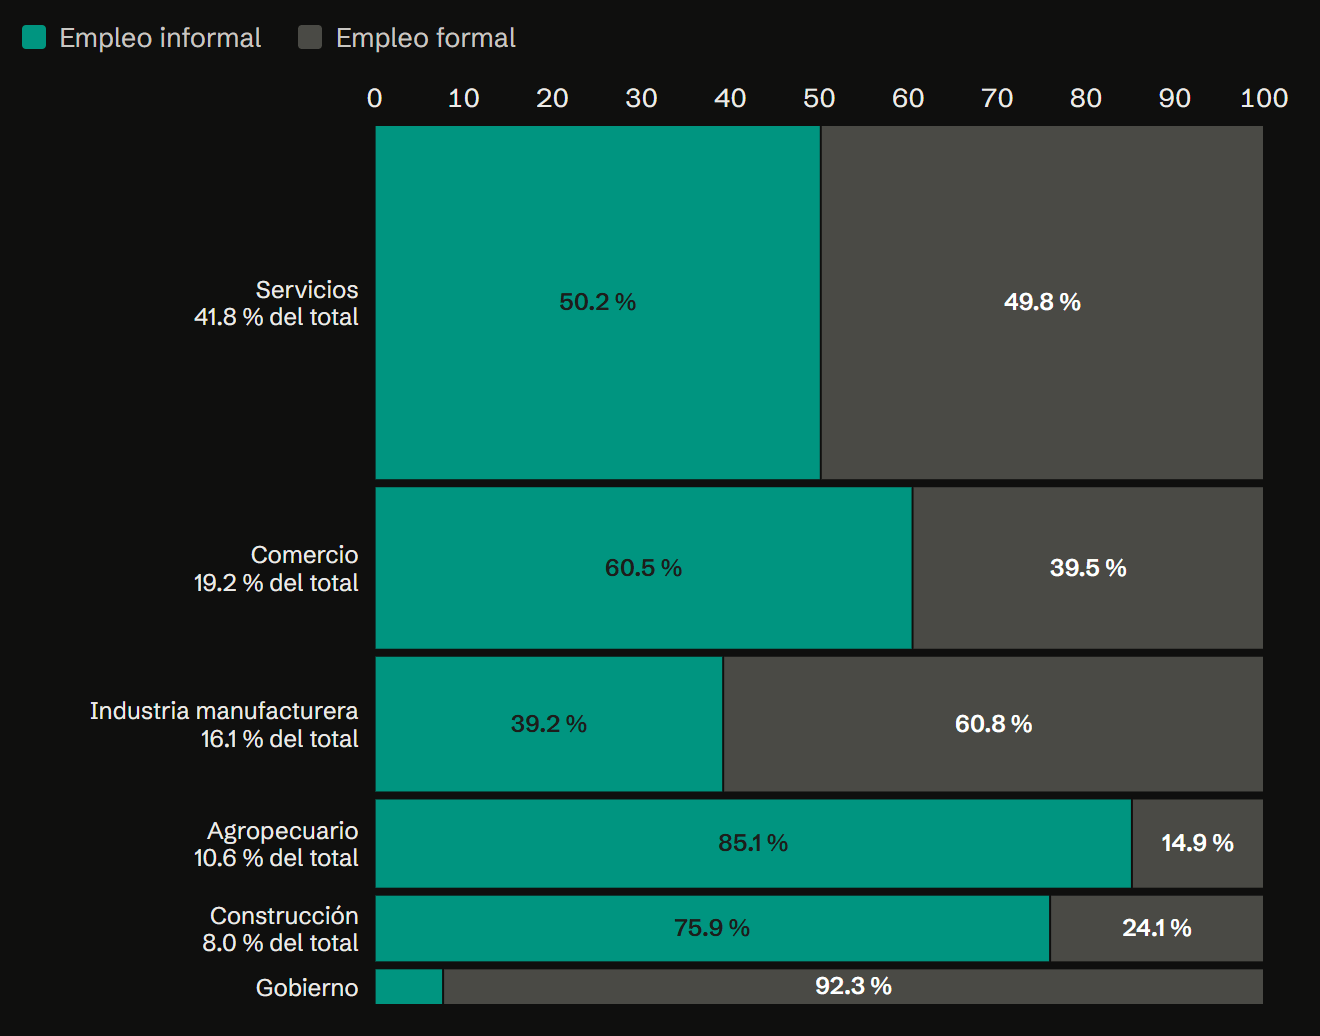 Empleo informal Empleo formal
0 10 20 30 40 50 60 70 80 90 100
Servicios
41.8 % del total
50.2 % 49.8 %
Comercio
19.2 % del total
60.5 % 39.5 %
Industria manufacturera
16.1 % del total
39.2 % 60.8 %
Agropecuario
10.6 % del total
85.1 % 14.9 %
Construcción
8.0 % del total
75.9 % 24.1 %
Gobierno
92.3 %